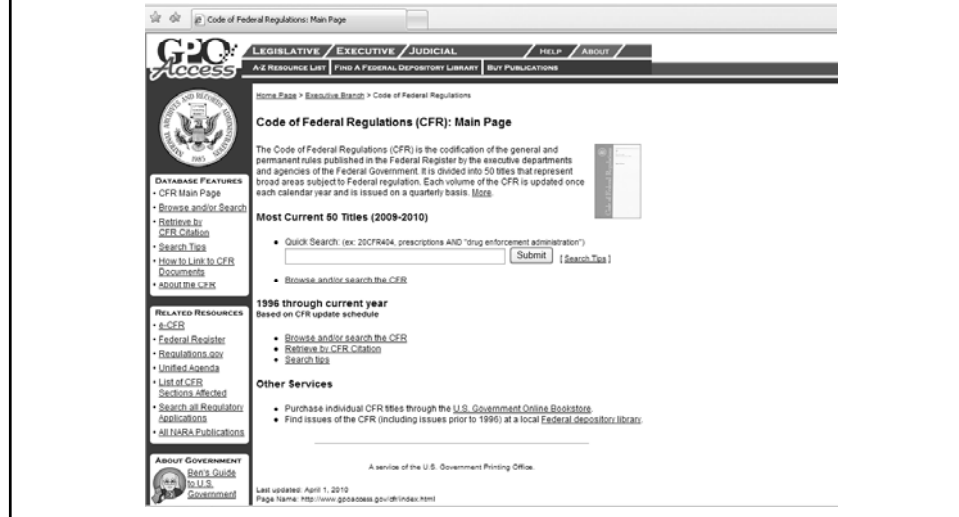 Code of Federal Regulations: Main Page
GPO Access
LEGISLATIVE / EXECUTIVE / JUDICIAL / HELP / ABOUT /
A-Z RESOURCE LIST FIND A FEDERAL DEPOSITORY LIBRARY BUY PUBLICATIONS
NATIONAL ARCHIVES AND RECORDS ADMINISTRATION
1985
DATABASE FEATURES
• CFR Main Page
• Browse and/or Search
• Retrieve by
CFR Citation
• Search Tips
• How to Link to CFR
Documents
• About the CFR
RELATED RESOURCES
• e-CFR
• Federal Register
• Regulations.gov
• Unified Agenda
• List of CFR
Sections Affected
• Search all Regulatory
Applications
• All NARA Publications
ABOUT GOVERNMENT
Ben's Guide
to U.S.
Government
Home Page > Executive Branch > Code of Federal Regulations
Code of Federal Regulations (CFR): Main Page
The Code of Federal Regulations (CFR) is the codification of the general and
permanent rules published in the Federal Register by the executive departments
and agencies of the Federal Government. It is divided into 50 titles that represent
broad areas subject to Federal regulation. Each volume of the CFR is updated once
each calendar year and is issued on a quarterly basis. More.
Most Current 50 Titles (2009-2010)
• Quick Search: (ex: 20CFR404, prescriptions AND "drug enforcement administration")
Submit [ Search Tips ]
• Browse and/or search the CFR
1996 through current year
Based on CFR update schedule
• Browse and/or search the CFR
• Retrieve by CFR Citation
• Search tips
Other Services
• Purchase individual CFR titles through the U.S. Government Online Bookstore.
• Find issues of the CFR (including issues prior to 1996) at a local Federal depository library.
A service of the U.S. Government Printing Office.
Last updated: April 1, 2010
Page Name: http://www.gpoaccess.gov/cfr/index.html